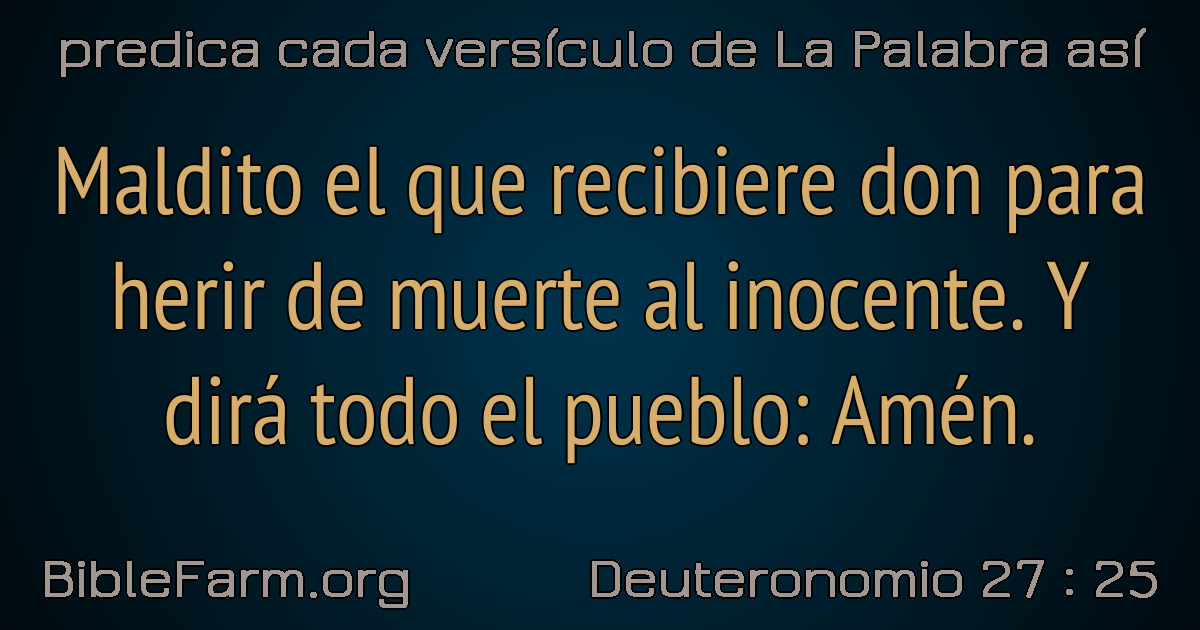 predica cada versículo de La Palabra así
Maldito el que recibiere don para
herir de muerte al inocente. Y
dirá todo el pueblo: Amén.
BibleFarm.org
Deuteronomio 27 : 25